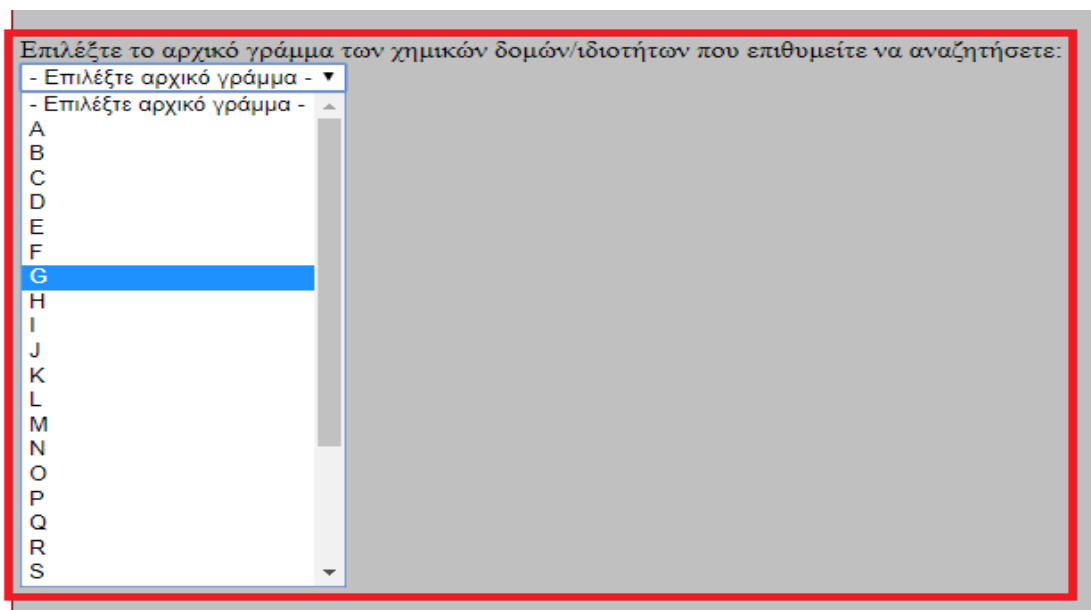 Επιλέξτε το αρχικό γράμμα των χημικών δομών/ιδιοτήτων που επιθυμείτε να αναζητήσετε:
- Επιλέξτε αρχικό γράμμα -
- Επιλέξτε αρχικό γράμμα -
A
B
C
D
E
F
G
H
I
J
K
L
M
N
O
P
Q
R
S